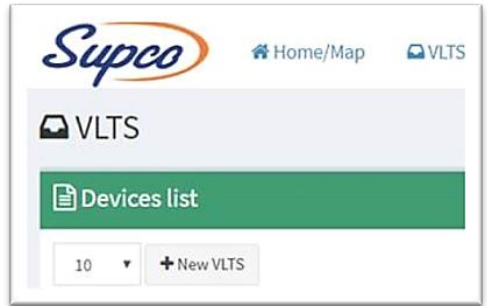 Supco Home/Map VLTS
VLTS
Devices list
10 New VLTS